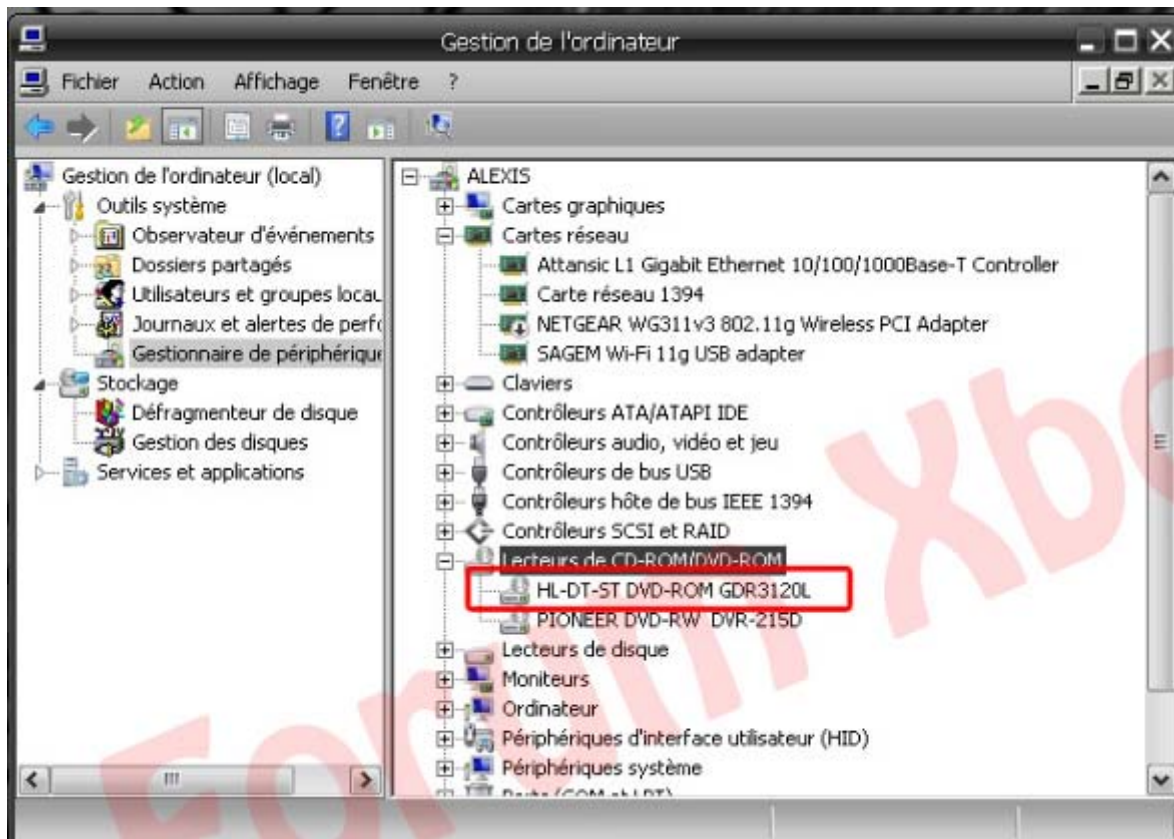 Gestion de l'ordinateur
Fichier Action Affichage Fenêtre ?
Gestion de l'ordinateur (local)
Outils système
Observateur d'événements
Dossiers partagés
Utilisateurs et groupes locau
Journaux et alertes de perfo
Gestionnaire de périphérique
Stockage
Défragmenteur de disque
Gestion des disques
Services et applications
ALEXIS
Cartes graphiques
Cartes réseau
Attansic L1 Gigabit Ethernet 10/100/1000Base-T Controller
Carte réseau 1394
NETGEAR WG311v3 802.11g Wireless PCI Adapter
SAGEM Wi-Fi 11g USB adapter
Claviers
Contrôleurs ATA/ATAPI IDE
Contrôleurs audio, vidéo et jeu
Contrôleurs de bus USB
Contrôleurs hôte de bus IEEE 1394
Contrôleurs SCSI et RAID
Lecteurs de CD-ROM/DVD-ROM
HL-DT-ST DVD-ROM GDR3120L
PIONEER DVD-RW DVR-215D
Lecteurs de disque
Moniteurs
Ordinateur
Périphériques d'interface utilisateur (HID)
Périphériques système
Ports (COM et LPT)
Forum Xbo